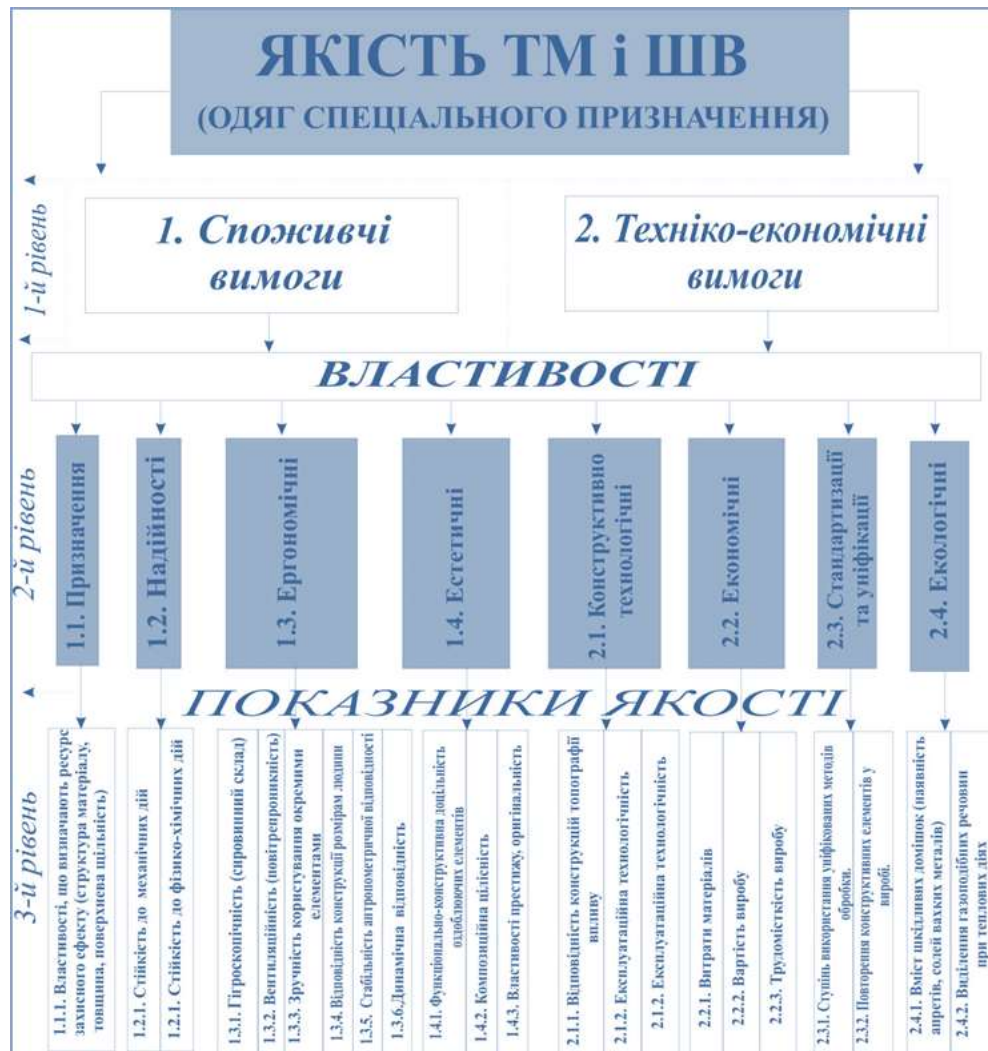 ЯКІСТЬ ТМ і ШВ
(ОДЯГ СПЕЦІАЛЬНОГО ПРИЗНАЧЕННЯ)
1-й рівень
1. Споживчі
вимоги
2. Техніко-економічні
вимоги
ВЛАСТИВОСТІ
2-й рівень
1.1. Призначення
1.2. Надійності
1.3. Ергономічні
1.4. Естетичні
2.1. Конструктивно
технологічні
2.2. Економічні
2.3. Стандартизації
та уніфікації
2.4. Екологічні
ПОКАЗНИКИ ЯКОСТІ
3-й рівень
1.1.1. Властивості, що визначають ресурс
захисного ефекту (структура матеріалу,
товщина, поверхнева щільність)
1.2.1. Стійкість до механічних дій
1.2.1. Стійкість до фізико-хімічних дій
1.3.1. Гігроскопічність (сировинний склад)
1.3.2. Вентиляційність (повітрепроникність)
1.3.3. Зручність користування окремими
елементами
1.3.4. Відповідність конструкції розмірам людини
1.3.5. Стабільність антропометричної відповідності
1.3.6.Динамічна відповідність
1.4.1. Функціонально-конструктивна доцільність
оздоблюючих елементів
1.4.2. Композиційна цілісність
1.4.3. Властивості престижу, оригінальність
2.1.1. Відповідність конструкцій топографії
впливу
2.1.2. Експлуатаційна технологічність
2.1.2. Експлуатаційна технологічність
2.2.1. Витрати матеріалів
2.2.2. Вартість виробу
2.2.3. Трудомісткість виробу
2.3.1. Ступінь використання уніфікованих методів
обробки.
2.3.2. Повторення конструктивних елементів у
виробі.
2.4.1. Вміст шкідливих домішок (наявність
апретів, солей вахких металів)
2.4.2. Виділення газоподібних речовин
при теплових діях